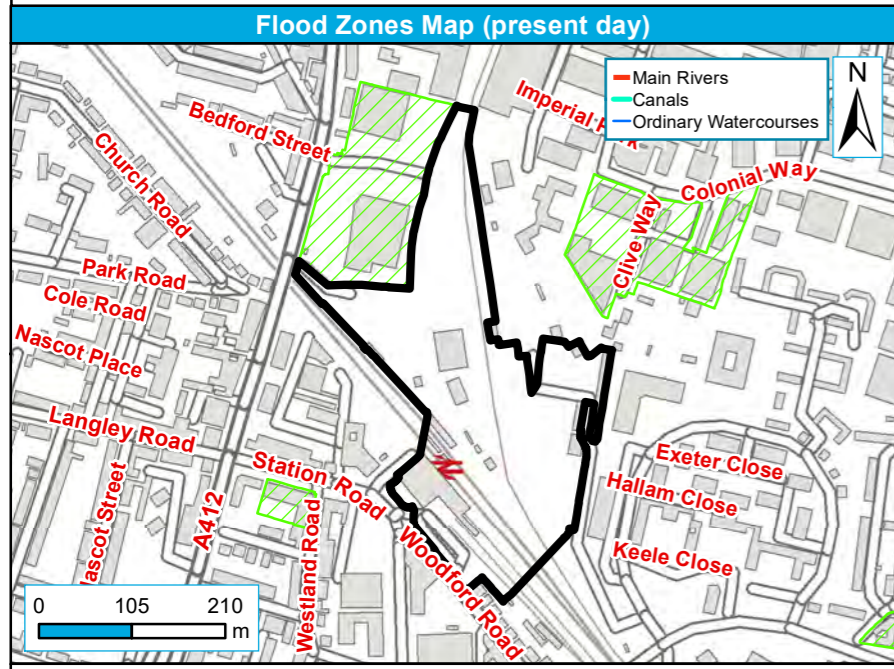 Flood Zones Map (present day)
Main Rivers
Canals
Ordinary Watercourses
N
Bedford Street
Church Road
Park Road
Cole Road
Nascot Place
Langley Road
Station Road
A412
Westland Road
Woodford Road
Colonial Way
Clive Way
Exeter Close
Hallam Close
Keele Close
Imperial
ascot Street
0 105 210
m